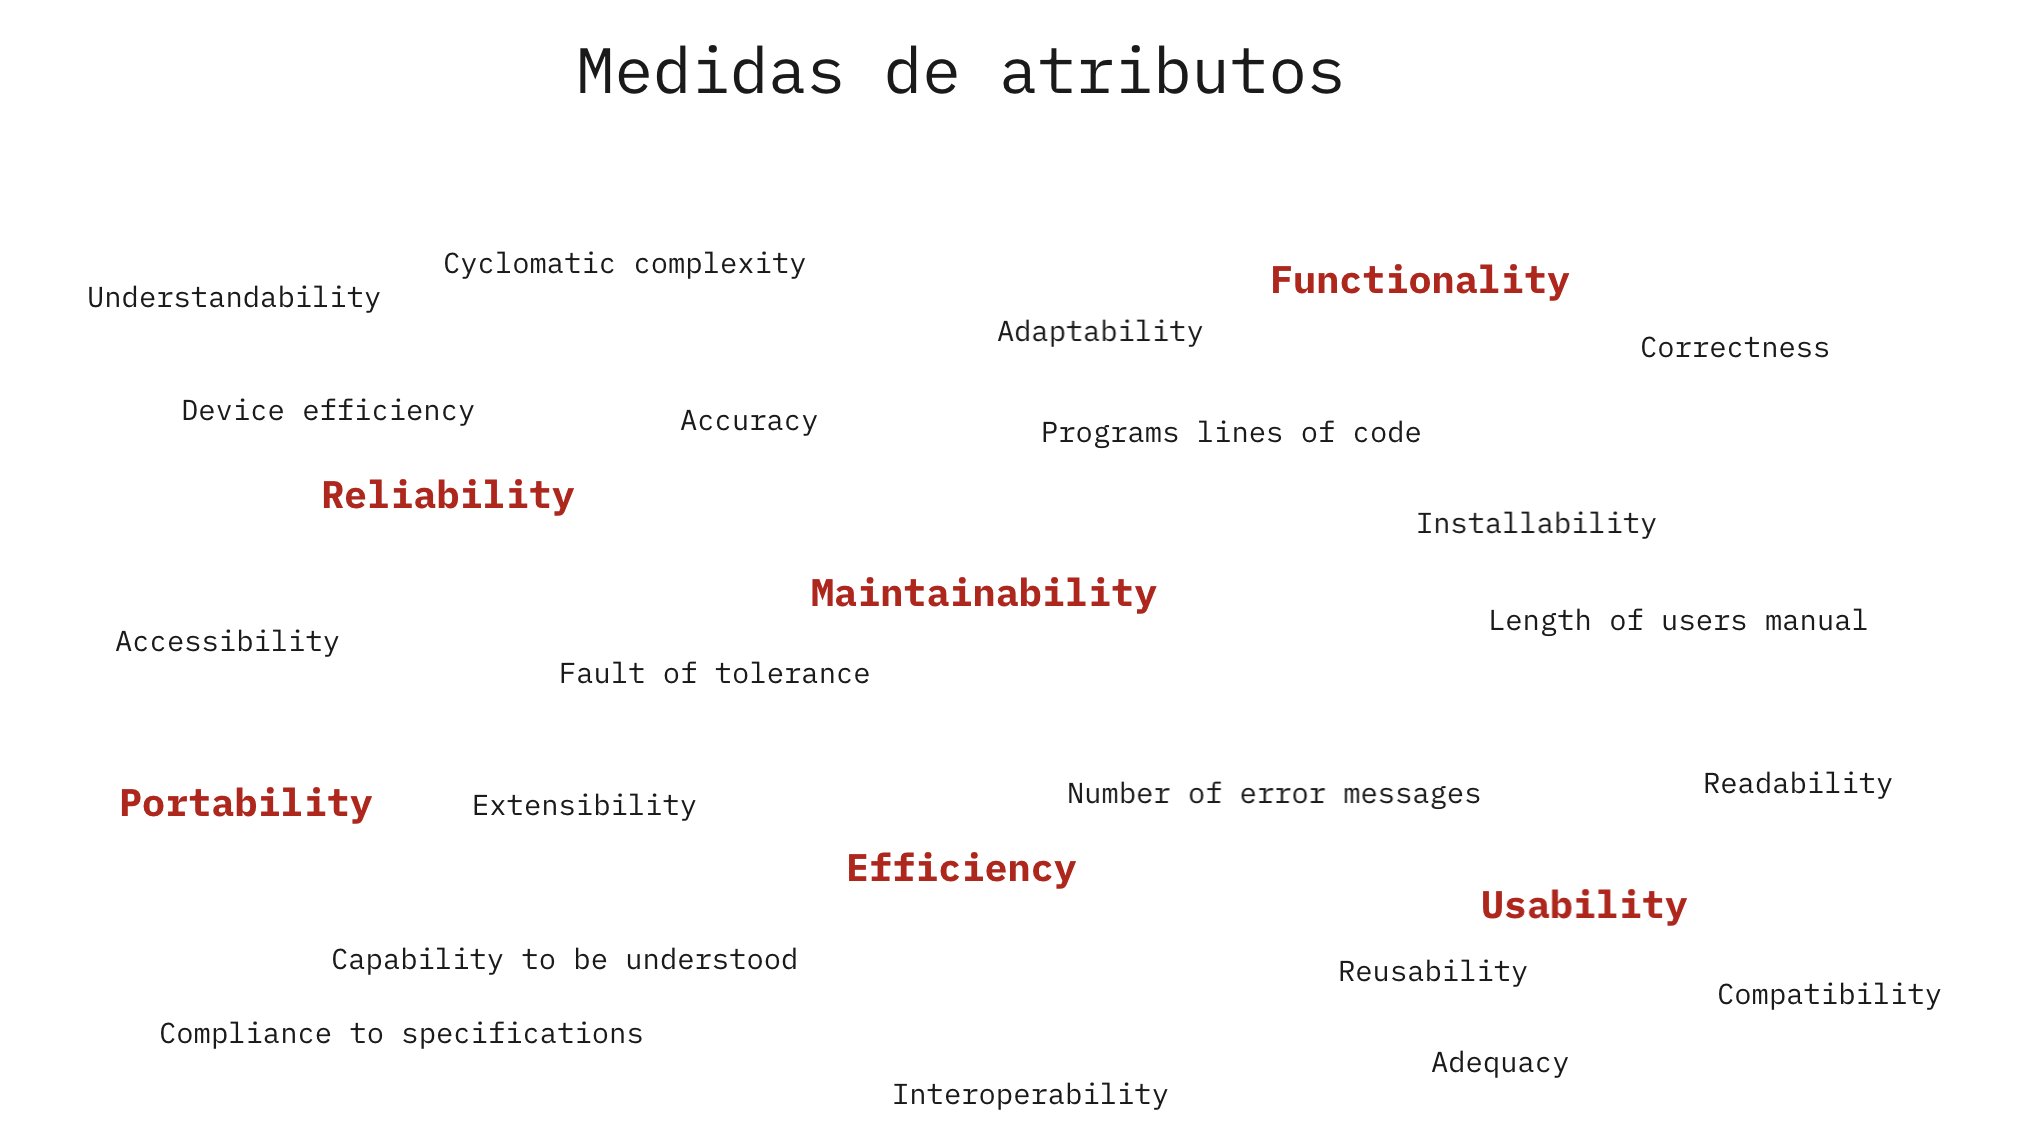 Medidas de atributos
Cyclomatic complexity
Functionality
Understandability
Adaptability
Correctness
Device efficiency
Accuracy
Programs lines of code
Reliability
Installability
Maintainability
Length of users manual
Accessibility
Fault of tolerance
Readability
Number of error messages
Portability
Extensibility
Efficiency
Usability
Capability to be understood
Reusability
Compatibility
Compliance to specifications
Adequacy
Interoperability